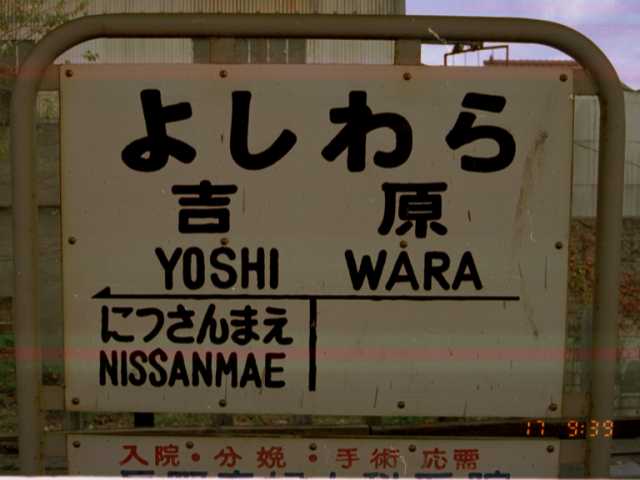 よしわら
吉原
YOSHI WARA
にっさんまえ
NISSANMAE
入院・分娩・手術 応需
17 9:39